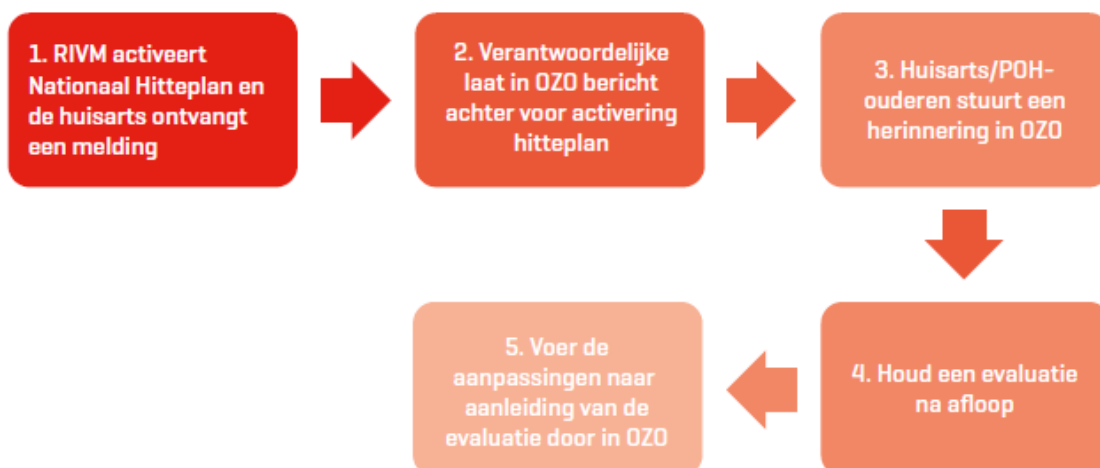 1. RIVM activeert
Nationaal Hitteplan en
de huisarts ontvangt
een melding
2. Verantwoordelijke
laat in OZO bericht
achter voor activering
hitteplan
3. Huisarts/POH-
ouderen stuurt een
herinnering in OZO
4. Houd een evaluatie
na afloop
5. Voer de
aanpassingen naar
aanleiding van de
evaluatie door in OZO